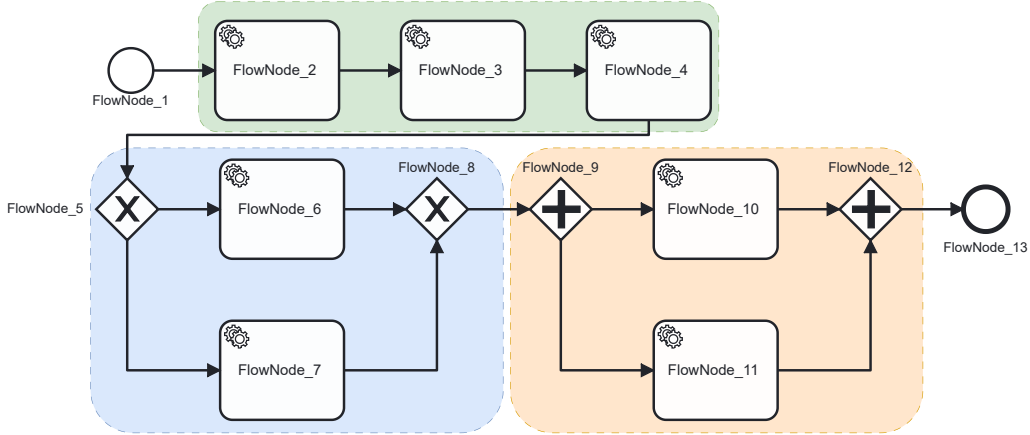 FlowNode_2
FlowNode_3
FlowNode_4
FlowNode_1
FlowNode_8
FlowNode_9
FlowNode_12
FlowNode_5
FlowNode_6
FlowNode_10
FlowNode_13
FlowNode_7
FlowNode_11